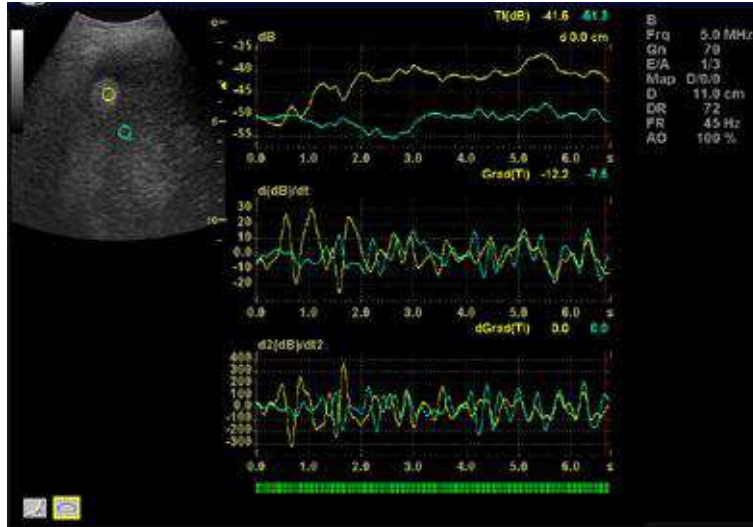 TI(dB) -41.5 -51.3
dB
d 0.0 cm
-35
-40
-45
-50
-55
0.0 1.0 2.0 3.0 4.0 5.0 6.0 s
Grad(TI) -12.2 -7.5
d(dB)/dt
30
20
10
0.0
-10
-20
0.0 1.0 2.0 3.0 4.0 5.0 6.0 s
dGrad(TI) 0.0 0.0
d2(dB)/dt2
400
300
200
100
0.0
-100
-200
-300
0.0 1.0 2.0 3.0 4.0 5.0 6.0 s
5-
10-
B
Frq 5.0 MHz
Gn 70
E/A 1/3
Map D/0/0
D 11.0 cm
DR 72
FR 45 Hz
AO 100 %